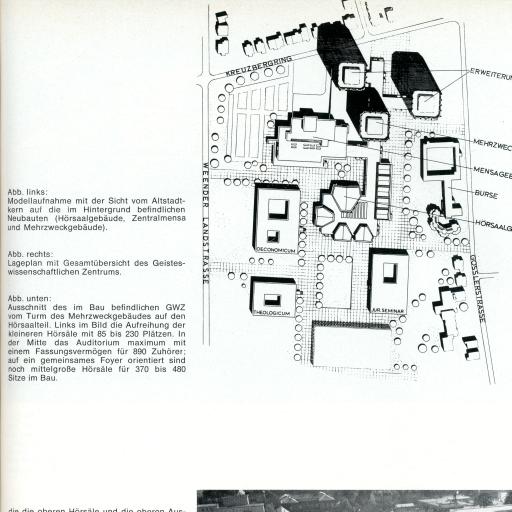 Abb. links:
Modellaufnahme mit der Sicht vom Altstadt-
kern auf die im Hintergrund befindlichen
Neubauten (Hörsaalgebäude, Zentralmensa
und Mehrzweckgebäude).
Abb. rechts:
Lageplan mit Gesamtübersicht des Geistes-
wissenschaftlichen Zentrums.
Abb. unten:
Ausschnitt des im Bau befindlichen GWZ
vom Turm des Mehrzweckgebäudes auf den
Hörsaalteil. Links im Bild die Aufreihung der
kleineren Hörsäle mit 85 bis 230 Plätzen. In
der Mitte das Auditorium maximum mit
einem Fassungsvermögen für 890 Zuhörer;
auf ein gemeinsames Foyer orientiert sind
noch mittelgroße Hörsäle für 370 bis 480
Sitze im Bau.
die die oberen Hörsäle und die oberen Aus-
KREUZBERGRING
WEENDER LANDSTRASSE
ERWEITERUN
MEHRZWEC
MENSAGEB
BURSE
HÖRSAALG
OECONOMICUM
THEOLOGICUM
JUR. SEMINAR
GOSSLERSTRASSE